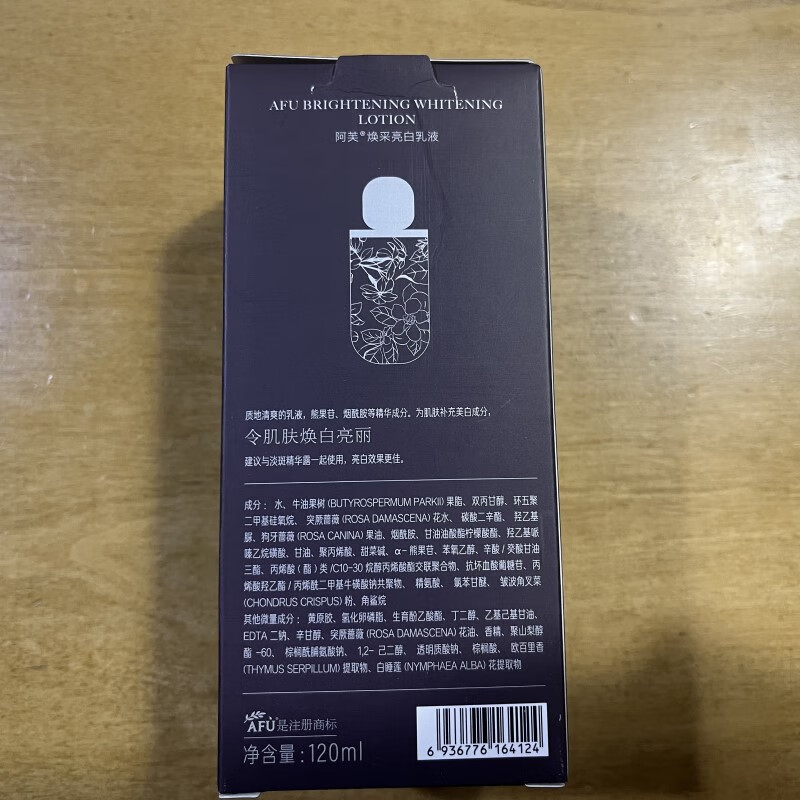 AFU BRIGHTENING WHITENING
LOTION
阿芙®焕采亮白乳液
质地清爽的乳液，熊果苷、烟酰胺等精华成分。为肌肤补充美白成分，
令肌肤焕白亮丽
建议与淡斑精华露一起使用，亮白效果更佳。
成分：水、牛油果树 (BUTYROSPERMUM PARKII) 果脂、双丙甘醇、环五聚
二甲基硅氧烷、突厥蔷薇 (ROSA DAMASCENA) 花水、碳酸二辛酯、羟乙基
脲、狗牙蔷薇 (ROSA CANINA) 果油、烟酰胺、甘油油酸酯柠檬酸酯、羟乙基哌
嗪乙烷磺酸、甘油、聚丙烯酸、甜菜碱、α-熊果苷、苯氧乙醇、辛酸/癸酸甘油
三酯、丙烯酸（酯）类/C10-30 烷醇丙烯酸酯交联聚合物、抗坏血酸葡糖苷、丙
烯酸羟乙酯/丙烯酰二甲基牛磺酸钠共聚物、精氨酸、氯苯甘醚、皱波角叉菜
(CHONDRUS CRISPUS) 粉、角鲨烷
其他微量成分：黄原胶、氢化卵磷脂、生育酚乙酸酯、丁二醇、乙基己基甘油、
EDTA 二钠、辛甘醇、突厥蔷薇 (ROSA DAMASCENA) 花油、香精、聚山梨醇
酯-60、棕榈酰脯氨酸钠、1,2-己二醇、透明质酸钠、棕榈酸、欧百里香
(THYMUS SERPILLUM) 提取物、白睡莲 (NYMPHAEA ALBA) 花提取物
AFU®是注册商标
净含量：120ml
6 936776 164124